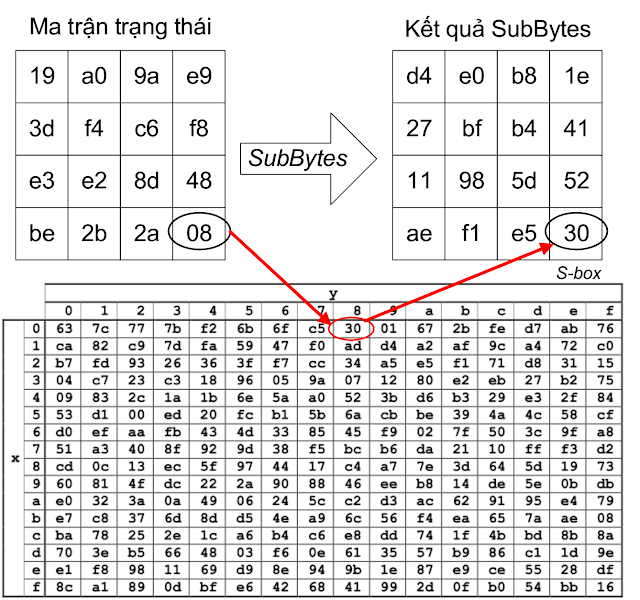 Ma trận trạng thái Kết quả SubBytes
19 a0 9a e9 d4 e0 b8 1e
3d f4 c6 f8 27 bf b4 41
SubBytes
e3 e2 8d 48 11 98 5d 52
be 2b 2a 08 ae f1 e5 30
S-box
y
0 1 2 3 4 5 6 7 8 9 a b c d e f
0 63 7c 77 7b f2 6b 6f c5 30 01 67 2b fe d7 ab 76
1 ca 82 c9 7d fa 59 47 f0 ad d4 a2 af 9c a4 72 c0
2 b7 fd 93 26 36 3f f7 cc 34 a5 e5 f1 71 d8 31 15
3 04 c7 23 c3 18 96 05 9a 07 12 80 e2 eb 27 b2 75
4 09 83 2c 1a 1b 6e 5a a0 52 3b d6 b3 29 e3 2f 84
5 53 d1 00 ed 20 fc b1 5b 6a cb be 39 4a 4c 58 cf
6 d0 ef aa fb 43 4d 33 85 45 f9 02 7f 50 3c 9f a8
x
7 51 a3 40 8f 92 9d 38 f5 bc b6 da 21 10 ff f3 d2
8 cd 0c 13 ec 5f 97 44 17 c4 a7 7e 3d 64 5d 19 73
9 60 81 4f dc 22 2a 90 88 46 ee b8 14 de 5e 0b db
a e0 32 3a 0a 49 06 24 5c c2 d3 ac 62 91 95 e4 79
b e7 c8 37 6d 8d d5 4e a9 6c 56 f4 ea 65 7a ae 08
c ba 78 25 2e 1c a6 b4 c6 e8 dd 74 1f 4b bd 8b 8a
d 70 3e b5 66 48 03 f6 0e 61 35 57 b9 86 c1 1d 9e
e e1 f8 98 11 69 d9 8e 94 9b 1e 87 e9 ce 55 28 df
f 8c a1 89 0d bf e6 42 68 41 99 2d 0f b0 54 bb 16